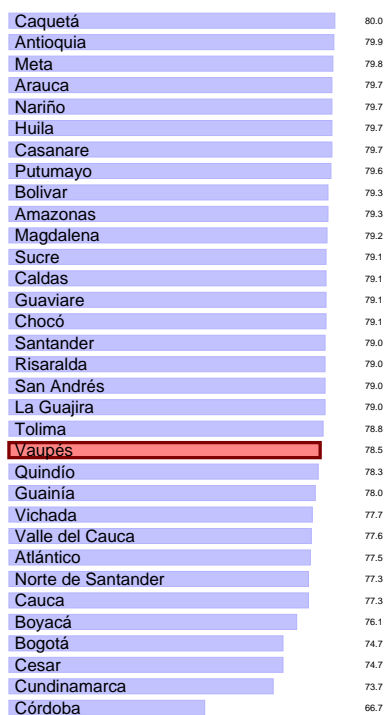 Caquetá 80.0
Antioquia 79.9
Meta 79.8
Arauca 79.7
Nariño 79.7
Huila 79.7
Casanare 79.7
Putumayo 79.6
Bolivar 79.3
Amazonas 79.3
Magdalena 79.2
Sucre 79.1
Caldas 79.1
Guaviare 79.1
Chocó 79.1
Santander 79.0
Risaralda 79.0
San Andrés 79.0
La Guajira 79.0
Tolima 78.8
Vaupés 78.5
Quindío 78.3
Guainía 78.0
Vichada 77.7
Valle del Cauca 77.6
Atlántico 77.5
Norte de Santander 77.3
Cauca 77.3
Boyacá 76.1
Bogotá 74.7
Cesar 74.7
Cundinamarca 73.7
Córdoba 66.7